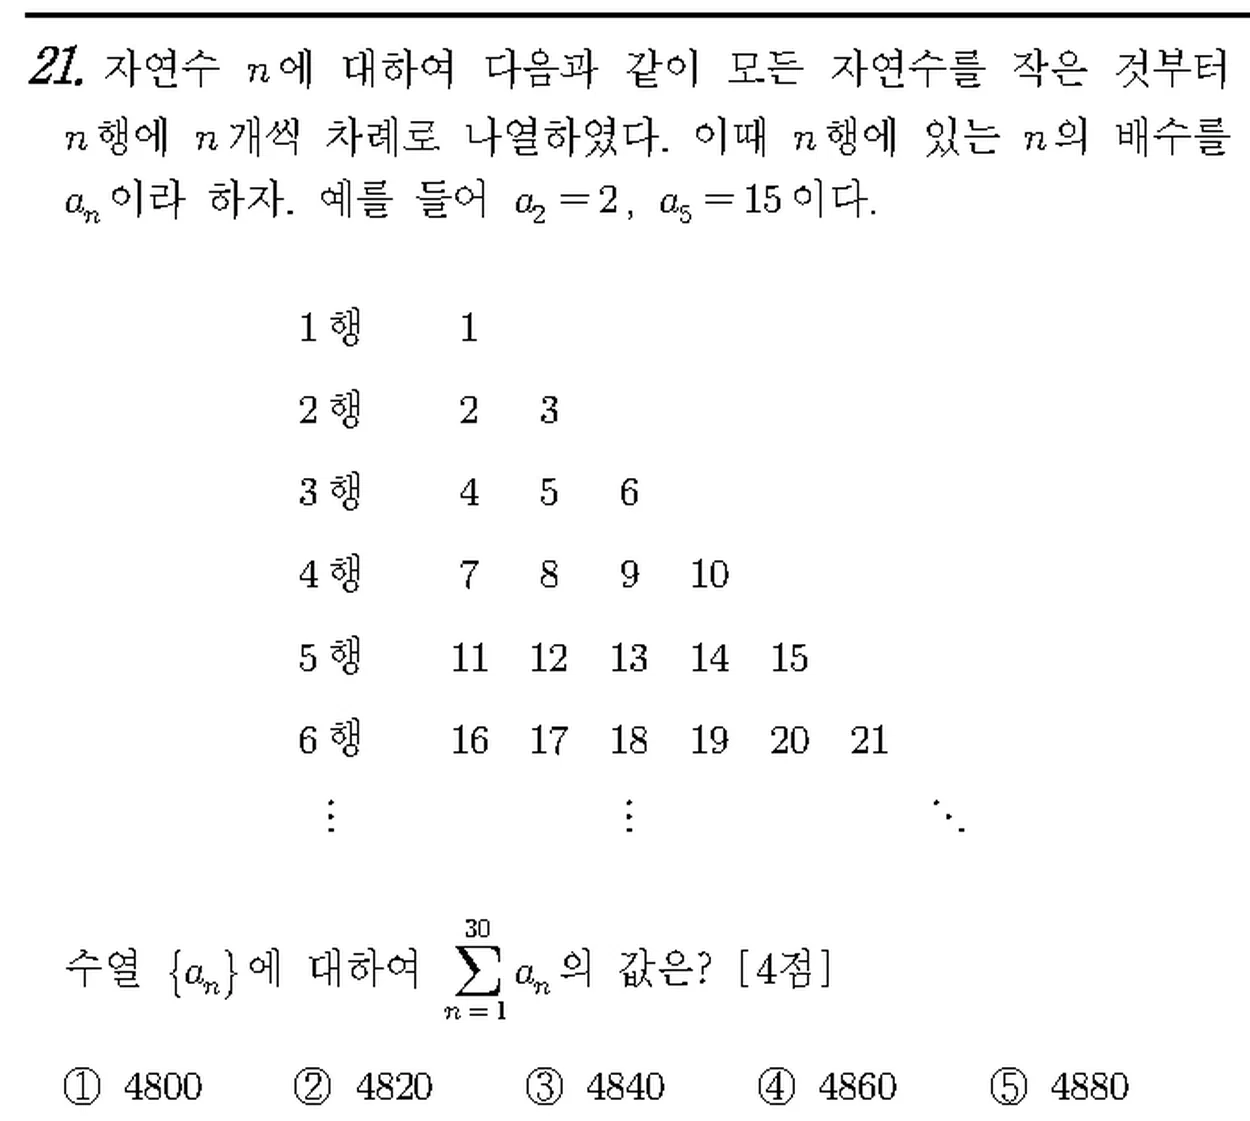 21. 자연수 n에 대하여 다음과 같이 모든 자연수를 작은 것부터
n행에 n개씩 차례로 나열하였다. 이때 n행에 있는 n의 배수를
aₙ이라 하자. 예를 들어 a₂ = 2, a₅ = 15이다.
1행 1
2행 2 3
3행 4 5 6
4행 7 8 9 10
5행 11 12 13 14 15
6행 16 17 18 19 20 21
⋮ ⋮ ⋱
수열 {aₙ}에 대하여 \sum_{n=1}^{30} aₙ의 값은? [4점]
① 4800 ② 4820 ③ 4840 ④ 4860 ⑤ 4880